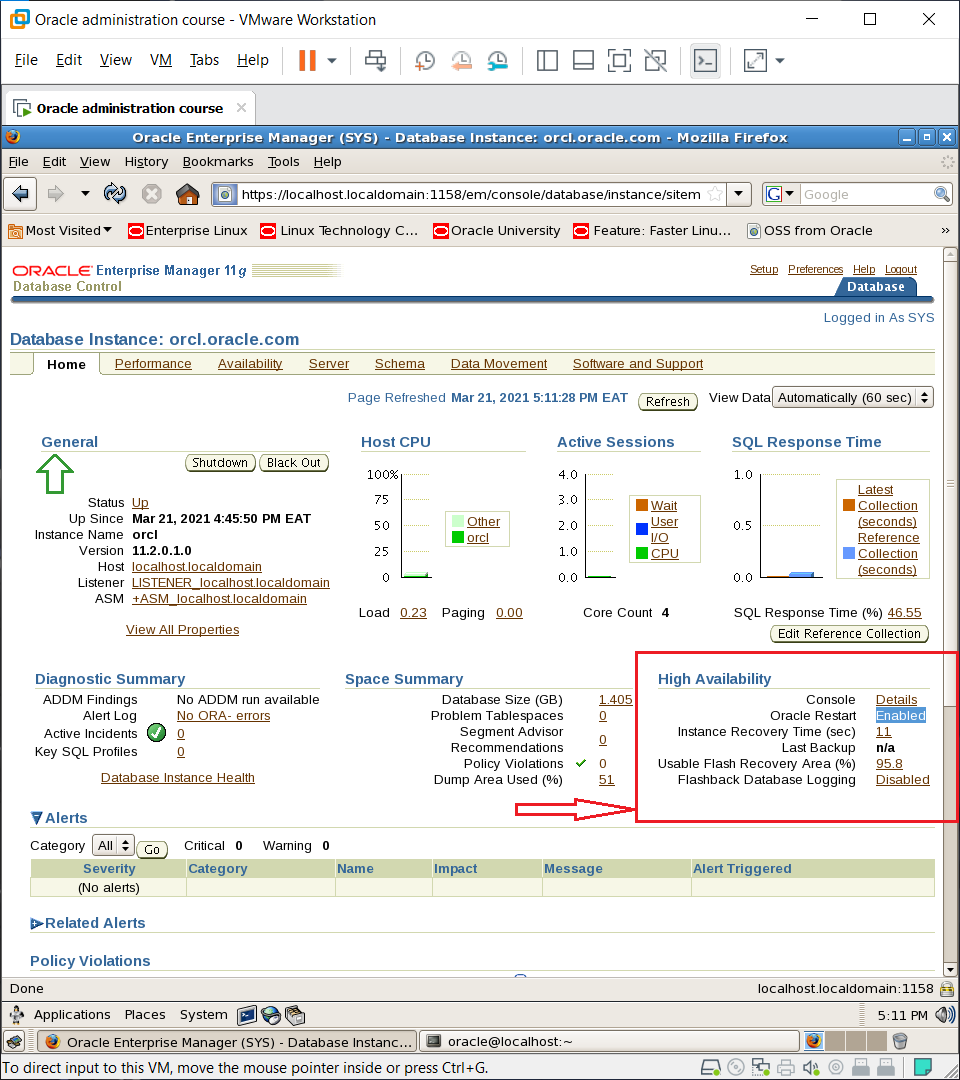 Oracle administration course - VMware Workstation
File Edit View VM Tabs Help
Oracle administration course
Oracle Enterprise Manager (SYS) - Database Instance: orcl.oracle.com - Mozilla Firefox
File Edit View History Bookmarks Tools Help
https://localhost.localdomain:1158/em/console/database/instance/sitem
G Google
Most Visited Enterprise Linux Linux Technology C... Oracle University Feature: Faster Linu... OSS from Oracle »
ORACLE Enterprise Manager 11g
Database Control
Setup Preferences Help Logout
Database
Logged in As SYS
Database Instance: orcl.oracle.com
Home Performance Availability Server Schema Data Movement Software and Support
Page Refreshed Mar 21, 2021 5:11:28 PM EAT Refresh View Data Automatically (60 sec)
General
Shutdown Black Out
Status Up
Up Since Mar 21, 2021 4:45:50 PM EAT
Instance Name orcl
Version 11.2.0.1.0
Host localhost.localdomain
Listener LISTENER_localhost.localdomain
ASM +ASM_localhost.localdomain
View All Properties
Host CPU
100%
75
50
25
0
Other
orcl
Load 0.23 Paging 0.00
Active Sessions
4.0
3.0
2.0
1.0
0.0
Wait
User
I/O
CPU
Core Count 4
SQL Response Time
1.0
0.5
0.0
Latest
Collection
(seconds)
Reference
Collection
(seconds)
SQL Response Time (%) 46.55
Edit Reference Collection
Diagnostic Summary
ADDM Findings No ADDM run available
Alert Log No ORA- errors
Active Incidents 0
Key SQL Profiles 0
Database Instance Health
Space Summary
Database Size (GB) 1.405
Problem Tablespaces 0
Segment Advisor
Recommendations 0
Policy Violations 0
Dump Area Used (%) 51
High Availability
Console Details
Oracle Restart Enabled
Instance Recovery Time (sec) 11
Last Backup n/a
Usable Flash Recovery Area (%) 95.8
Flashback Database Logging Disabled
Alerts
Category All Go Critical 0 Warning 0
Severity Category Name Impact Message Alert Triggered
(No alerts)
Related Alerts
Policy Violations
Done
localhost.localdomain:1158
Applications Places System
5:11 PM
Oracle Enterprise Manager (SYS) - Database Instanc...
oracle@localhost:~
To direct input to this VM, move the mouse pointer inside or press Ctrl+G.